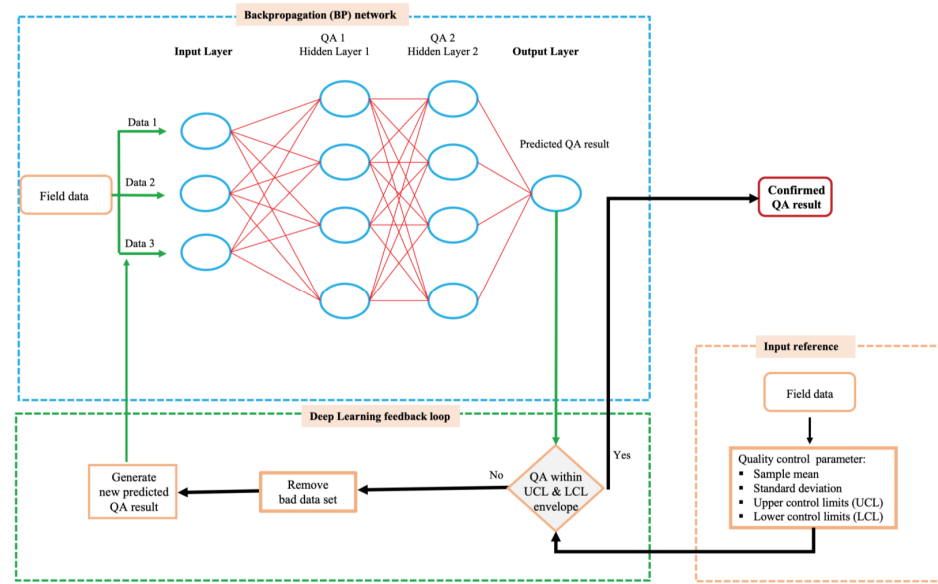 Backpropagation (BP) network
Input Layer
QA 1
Hidden Layer 1
QA 2
Hidden Layer 2
Output Layer
Data 1
Data 2
Data 3
Field data
Predicted QA result
Confirmed
QA result
Input reference
Field data
Quality control parameter:
▪ Sample mean
▪ Standard deviation
▪ Upper control limits (UCL)
▪ Lower control limits (LCL)
Deep Learning feedback loop
Yes
No
QA within
UCL & LCL
envelope
Remove
bad data set
Generate
new predicted
QA result